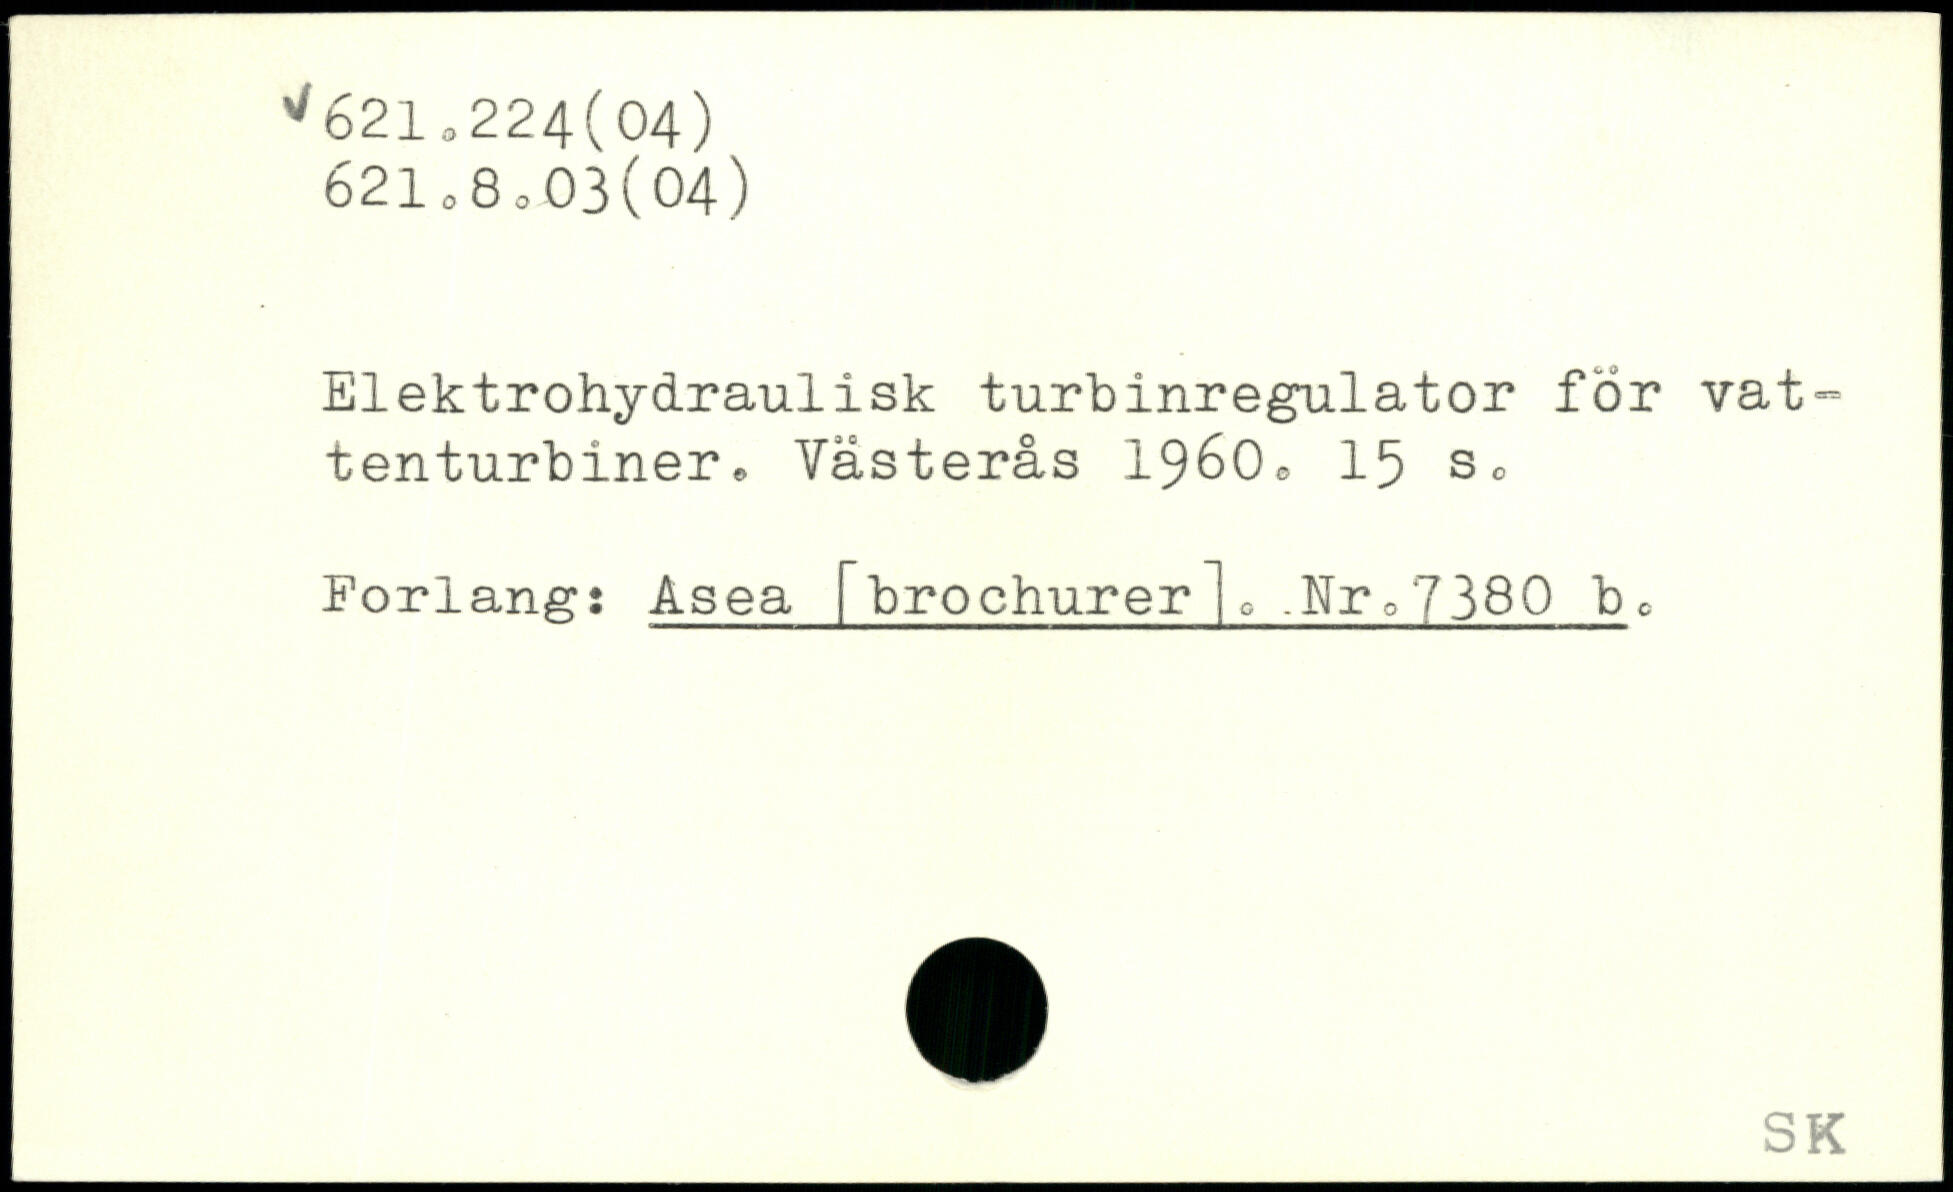 ✓621.224(04)
621.8.03(04)
Elektrohydraulisk turbinregulator för vat-
tenturbiner. Västerås 1960. 15 s.
Forlang: Asea [brochurer]. Nr.7380 b.
SK